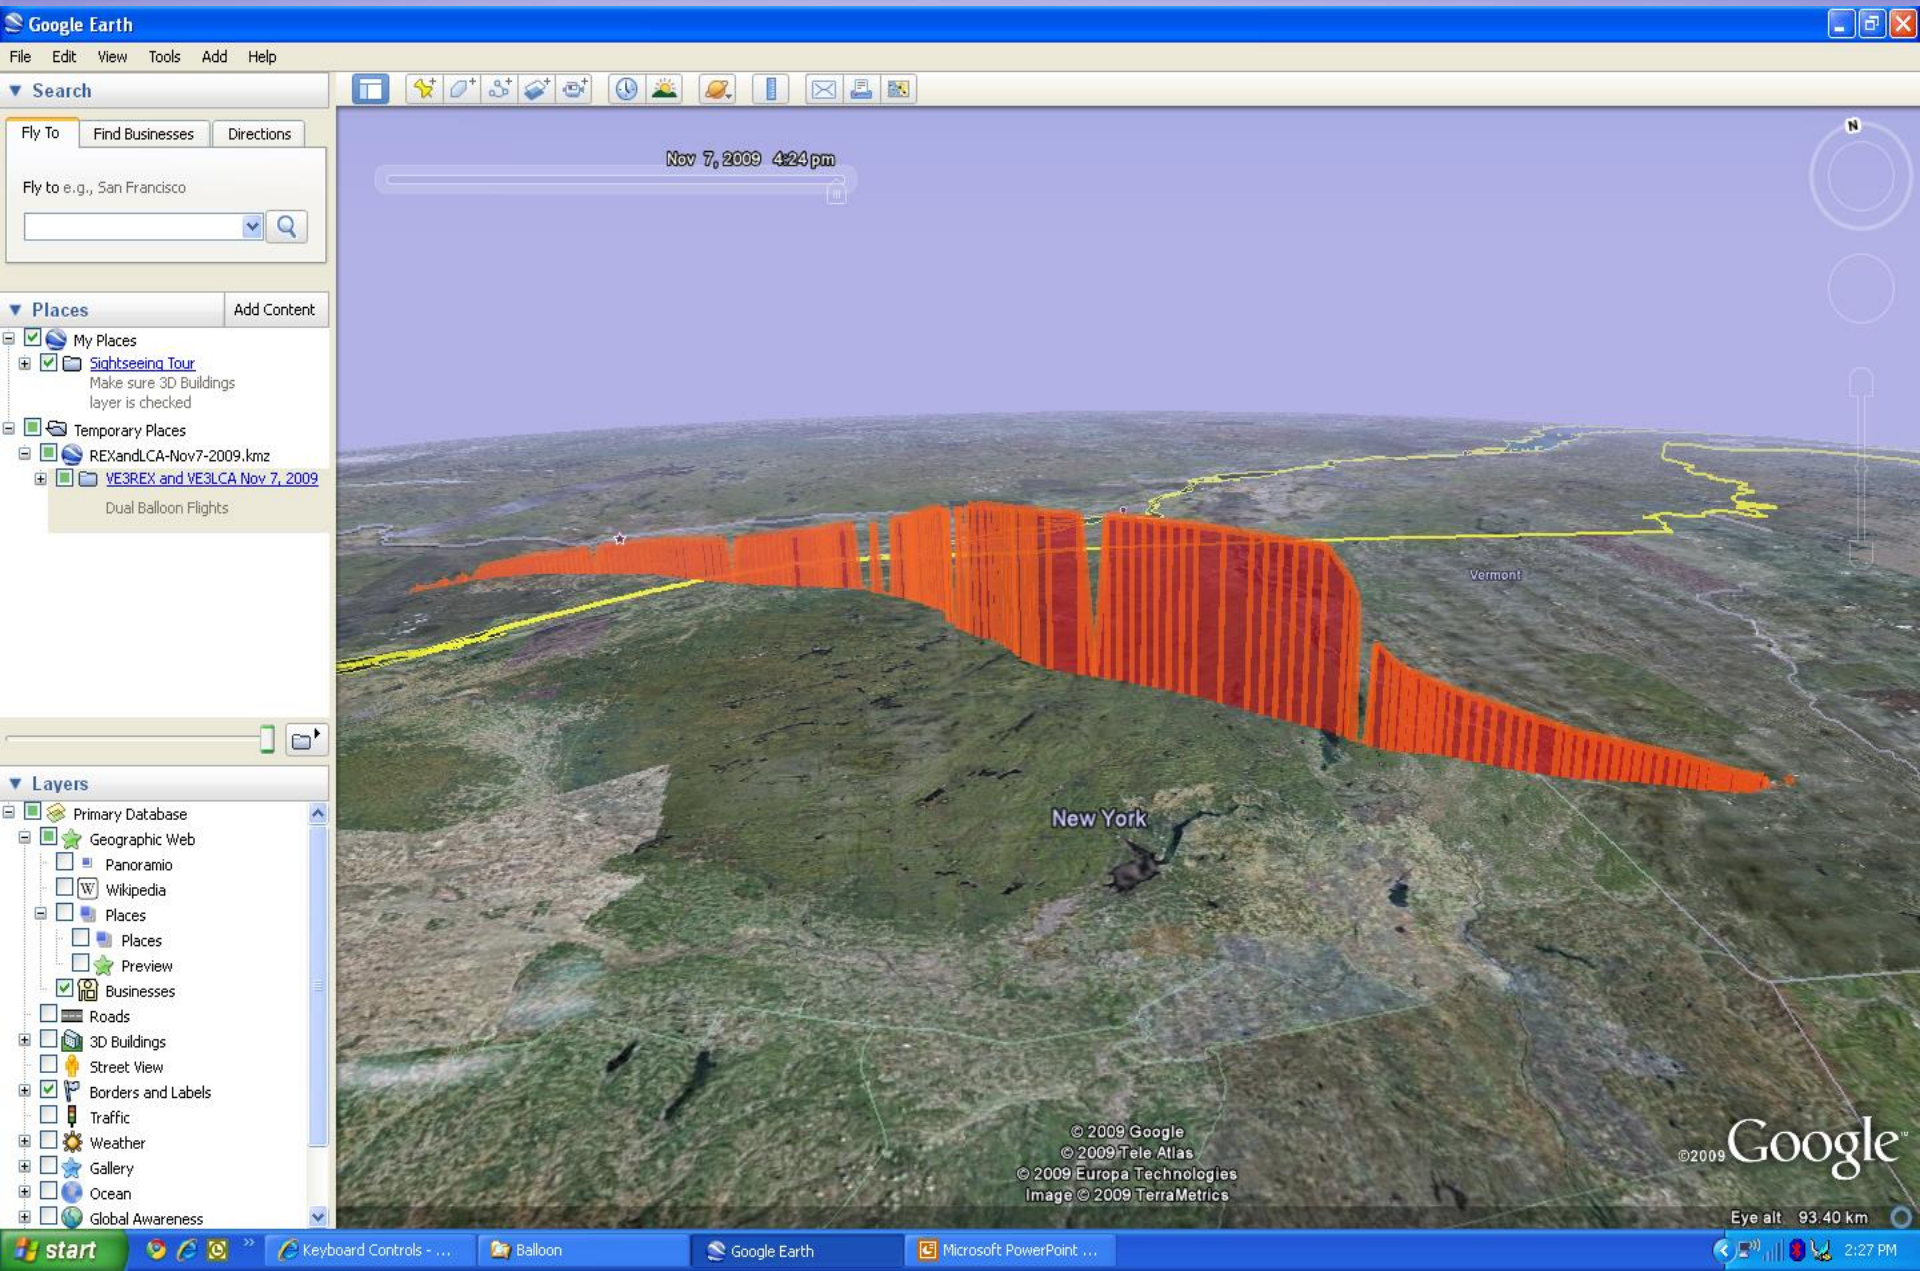 Google Earth
File Edit View Tools Add Help
Search
Fly To Find Businesses Directions
Fly to e.g., San Francisco
Places Add Content
My Places
Sightseeing Tour
Make sure 3D Buildings
layer is checked
Temporary Places
REXandLCA-Nov7-2009.kmz
VE3REX and VE3LCA Nov 7, 2009
Dual Balloon Flights
Layers
Primary Database
Geographic Web
Panoramio
W Wikipedia
Places
Places
Preview
Businesses
Roads
3D Buildings
Street View
Borders and Labels
Traffic
Weather
Gallery
Ocean
Global Awareness
Nov 7, 2009 4:24 pm
N
Vermont
New York
© 2009 Google
© 2009 Tele Atlas
© 2009 Europa Technologies
Image © 2009 TerraMetrics
©2009 Google™
Eye alt 93.40 km
start » Keyboard Controls - ... Balloon Google Earth Microsoft PowerPoint ... 2:27 PM